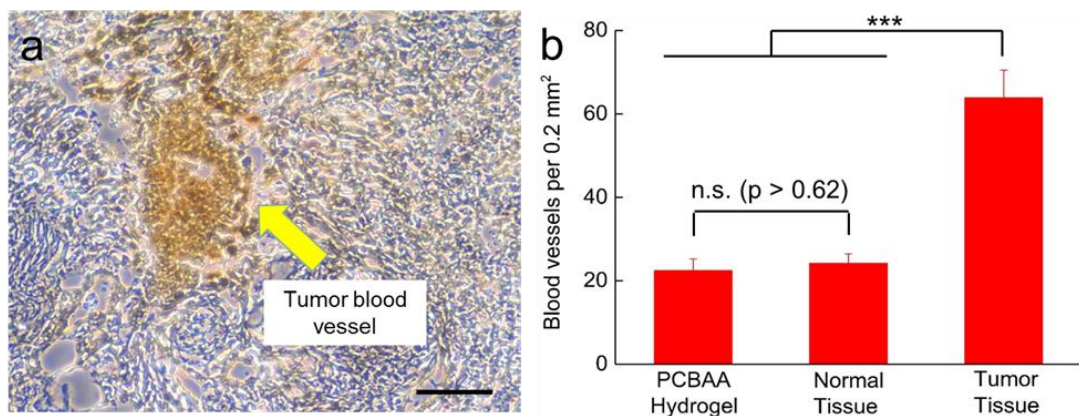 a
Tumor blood
vessel
b
Blood vessels per 0.2 mm²
80
60
40
20
0
***
n.s. (p > 0.62)
PCBAA
Hydrogel
Normal
Tissue
Tumor
Tissue